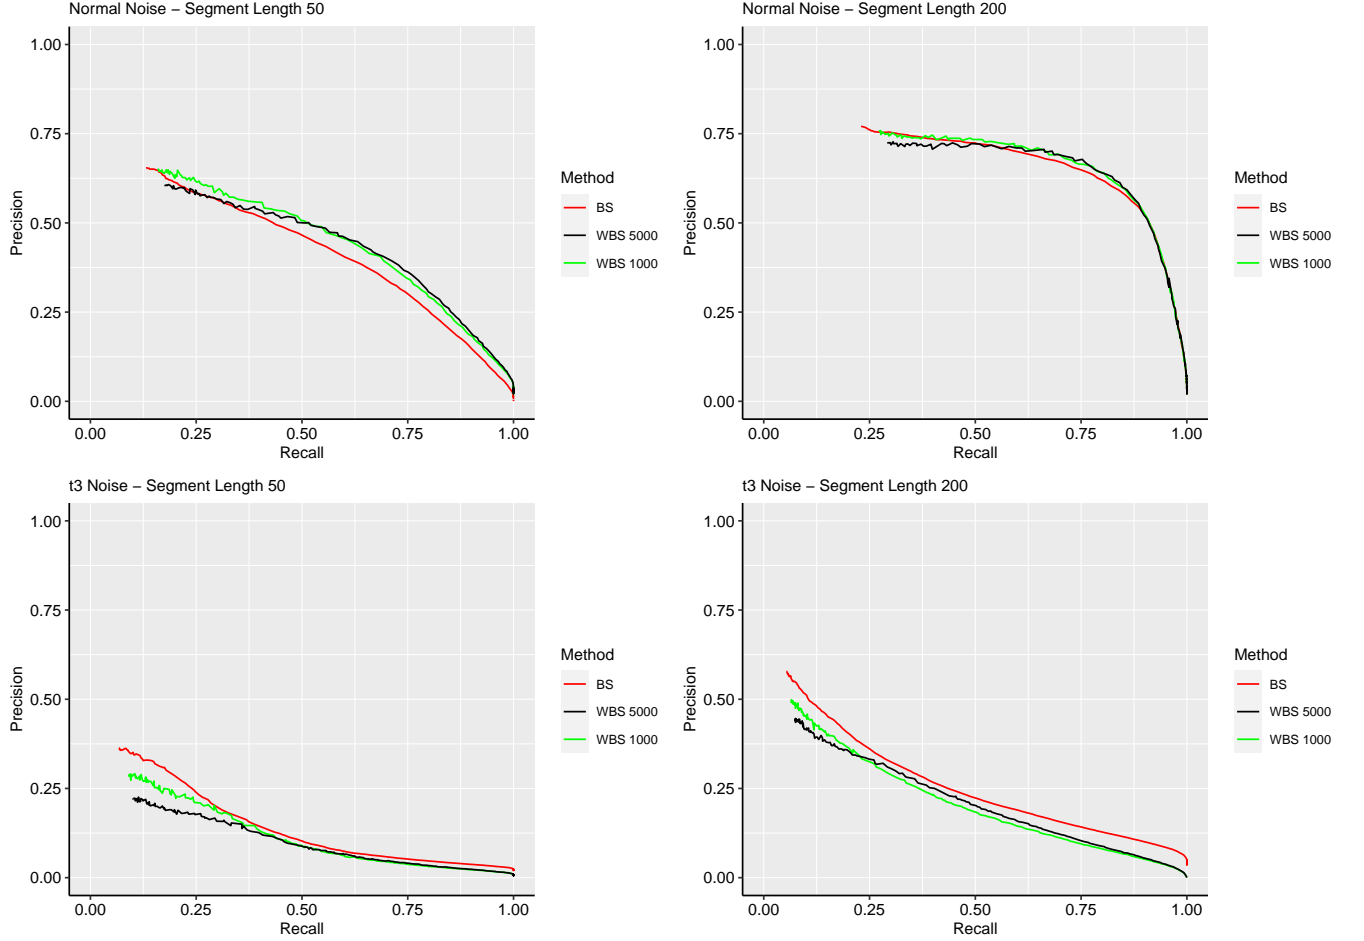 Normal Noise – Segment Length 50
1.00
0.75
0.50
0.25
0.00
Precision
0.00 0.25 0.50 0.75 1.00
Recall
Method
BS
WBS 5000
WBS 1000
Normal Noise – Segment Length 200
1.00
0.75
0.50
0.25
0.00
Precision
0.00 0.25 0.50 0.75 1.00
Recall
Method
BS
WBS 5000
WBS 1000
t3 Noise – Segment Length 50
1.00
0.75
0.50
0.25
0.00
Precision
0.00 0.25 0.50 0.75 1.00
Recall
Method
BS
WBS 5000
WBS 1000
t3 Noise – Segment Length 200
1.00
0.75
0.50
0.25
0.00
Precision
0.00 0.25 0.50 0.75 1.00
Recall
Method
BS
WBS 5000
WBS 1000